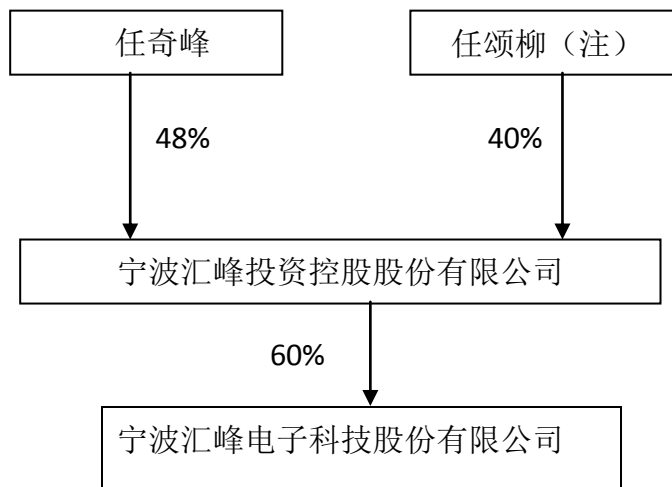 任奇峰
任颂柳（注）
48%
40%
宁波汇峰投资控股股份有限公司
60%
宁波汇峰电子科技股份有限公司